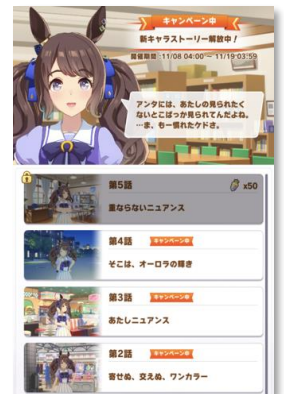 キャンペーン中
新キャラストーリー解放中！
開催期間：11/08 04:00 ～ 11/19 03:59
アンタには、あたしの見られたく
ないとこばっか見られてんだよね。
…ま、もー慣れたケドさ。
第5話
x50
重ならないニュアンス
第4話
キャンペーン中
そこは、オーロラの輝き
第3話
キャンペーン中
あたしニュアンス
第2話
キャンペーン中
寄せぬ、交えぬ、ワンカラー